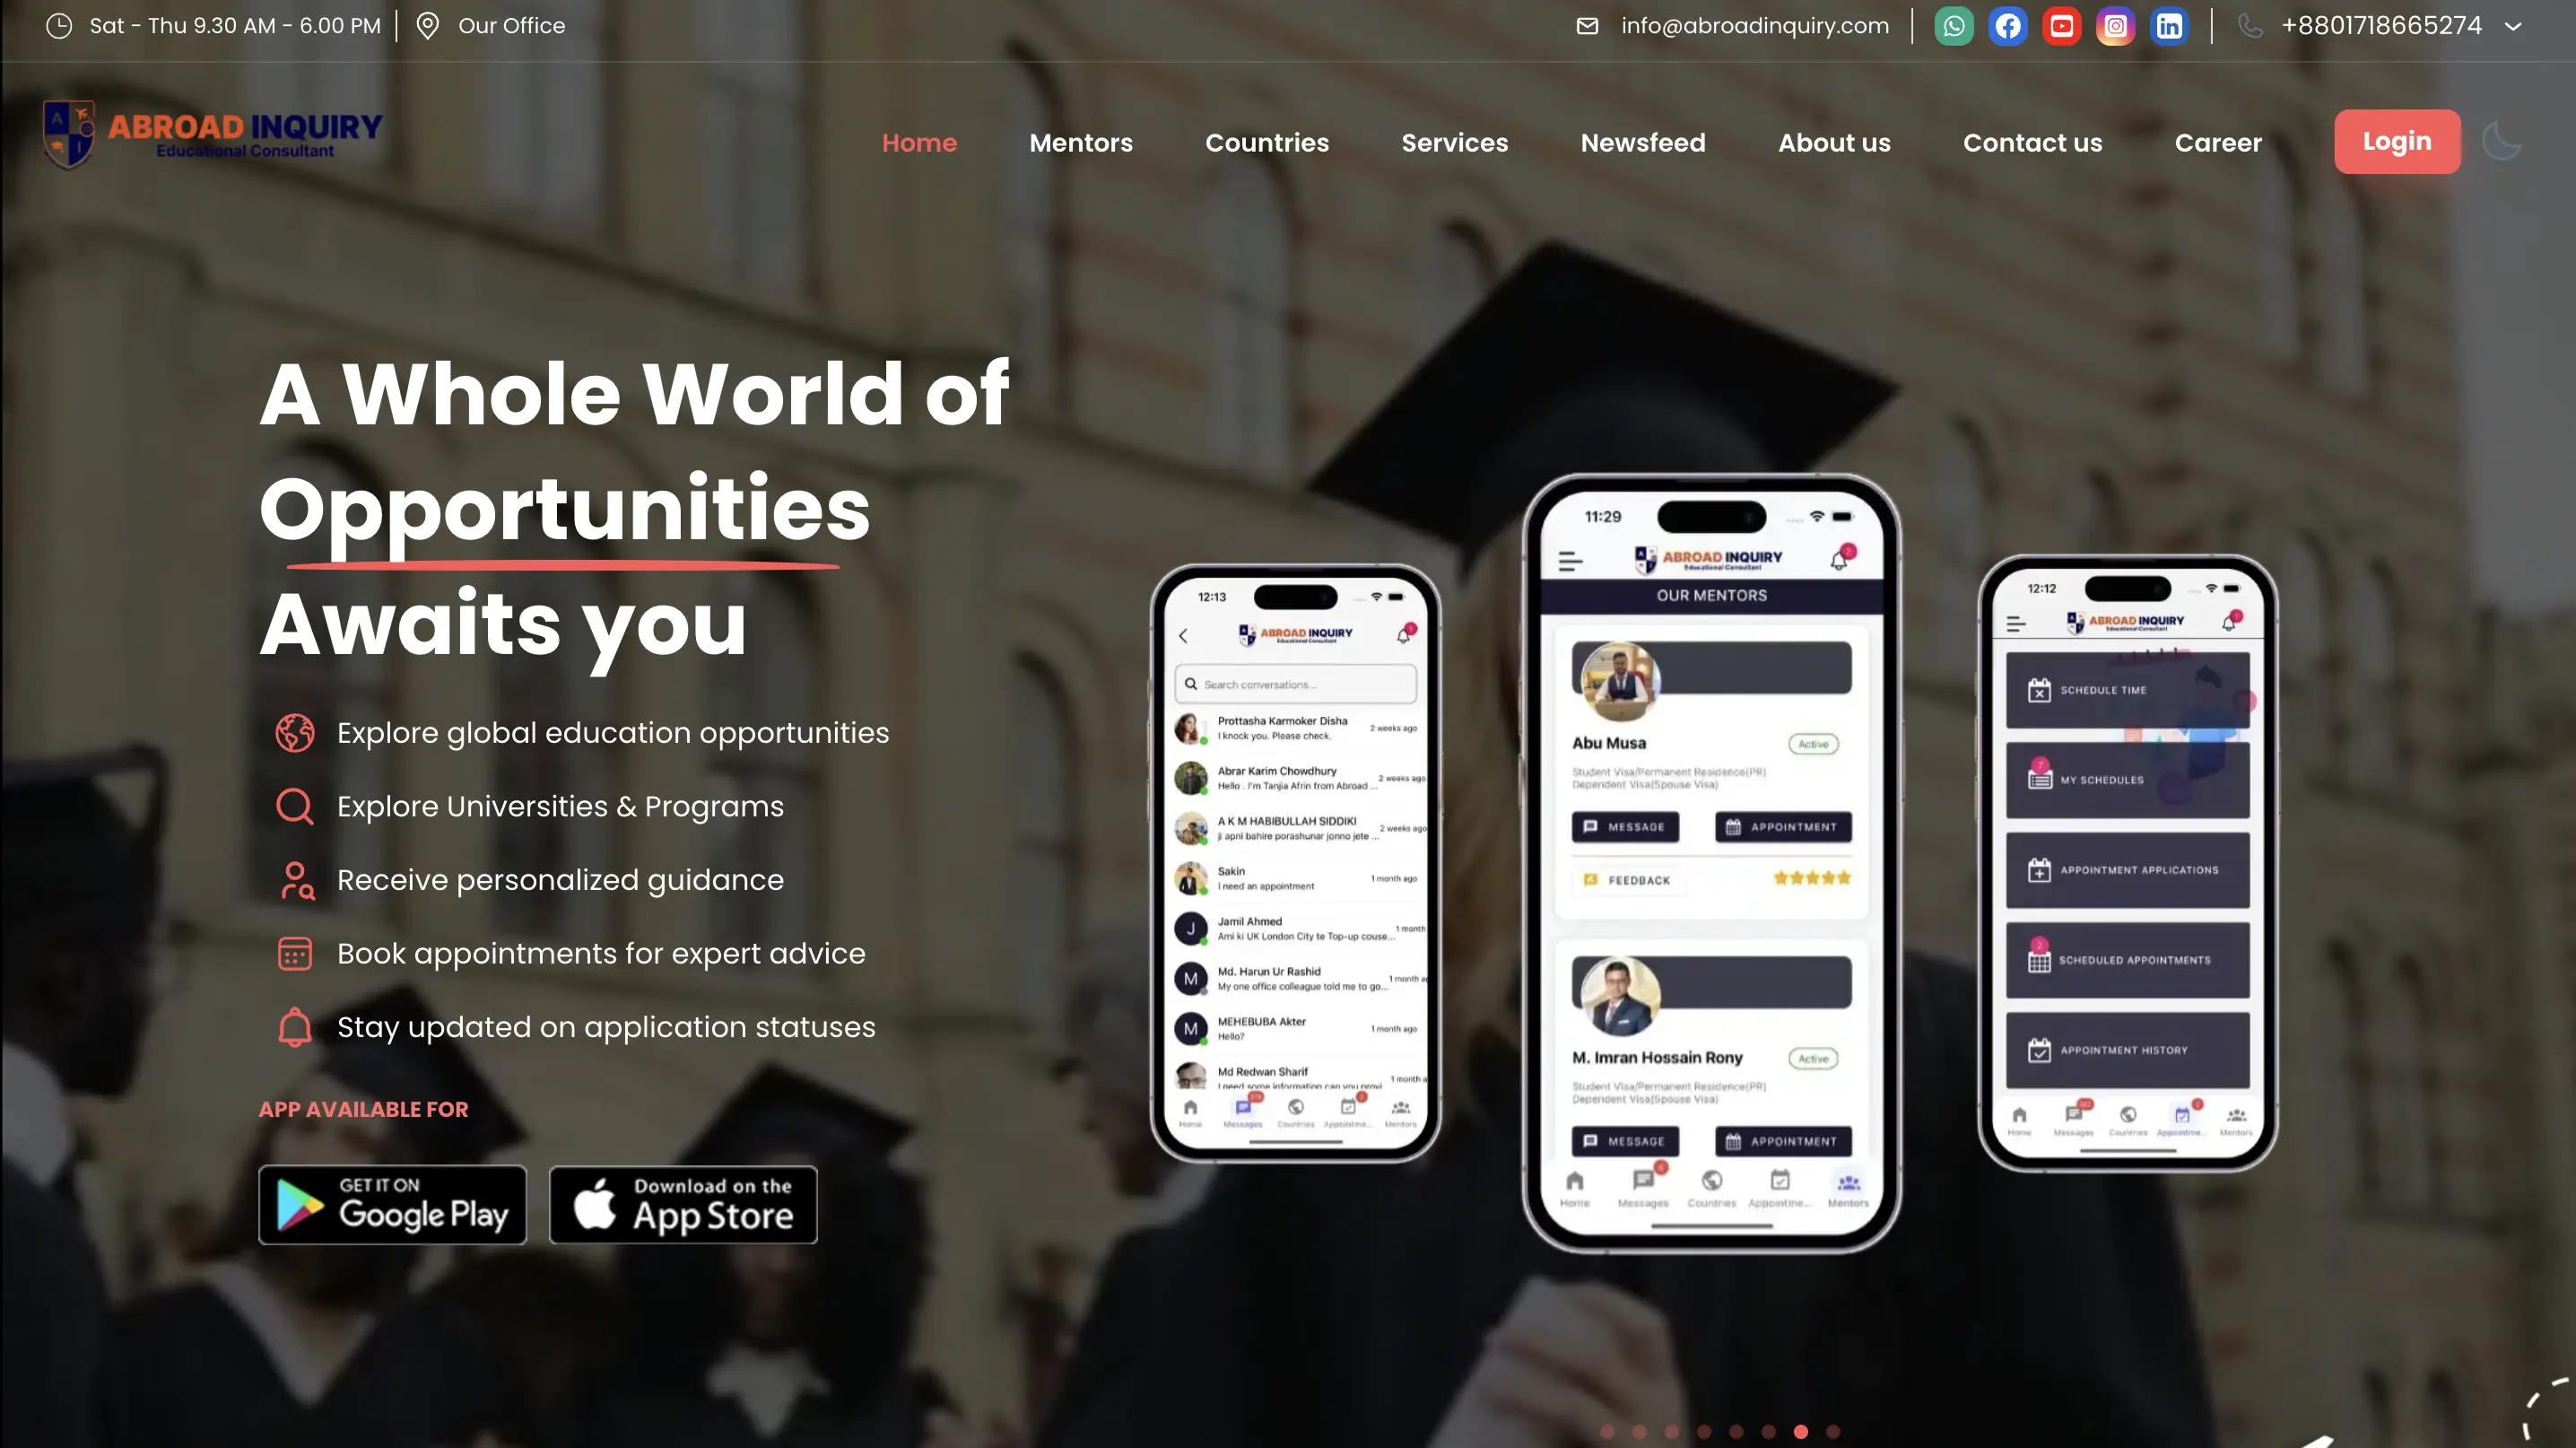 Sat - Thu 9.30 AM - 6.00 PM
Our Office
info@abroadinquiry.com
+8801718665274
ABROAD INQUIRY
Educational Consultant
Home
Mentors
Countries
Services
Newsfeed
About us
Contact us
Career
Login
A Whole World of
Opportunities
Awaits you
Explore global education opportunities
Explore Universities & Programs
Receive personalized guidance
Book appointments for expert advice
Stay updated on application statuses
APP AVAILABLE FOR
GET IT ON
Google Play
Download on the
App Store
12:13
ABROAD INQUIRY
Educational Consultant
Search conversations...
Prottasha Karmoker Disha
2 weeks ago
I knock you. Please check.
Abrar Karim Chowdhury
2 weeks ago
Hello . I'm Tanjia Afrin from Abroad ...
A K M HABIBULLAH SIDDIKI
2 weeks ago
ji apni bahire porashunar jonno jete ...
Sakin
1 month ago
I need an appointment
J
Jamil Ahmed
1 month
Ami ki UK London City te Top-up couse...
M
Md. Harun Ur Rashid
1 month a
My one office colleague told me to go...
M
MEHEBUBA Akter
1 month ago
Hello?
Md Redwan Sharif
1 month a
I need some information can you provi
Home
Messages
Countries
Appointme...
Mentors
11:29
ABROAD INQUIRY
Educational Consultant
OUR MENTORS
Abu Musa
Active
Student Visa/Permanent Residence(PR)
Dependent Visa(Spouse Visa)
MESSAGE
APPOINTMENT
FEEDBACK
M. Imran Hossain Rony
Active
Student Visa/Permanent Residence(PR)
Dependent Visa(Spouse Visa)
MESSAGE
APPOINTMENT
Home
Messages
Countries
Appointme...
Mentors
12:12
ABROAD INQUIRY
Educational Consultant
SCHEDULE TIME
7
MY SCHEDULES
APPOINTMENT APPLICATIONS
2
SCHEDULED APPOINTMENTS
APPOINTMENT HISTORY
Home
Messages
Countries
Appointme...
Mentors